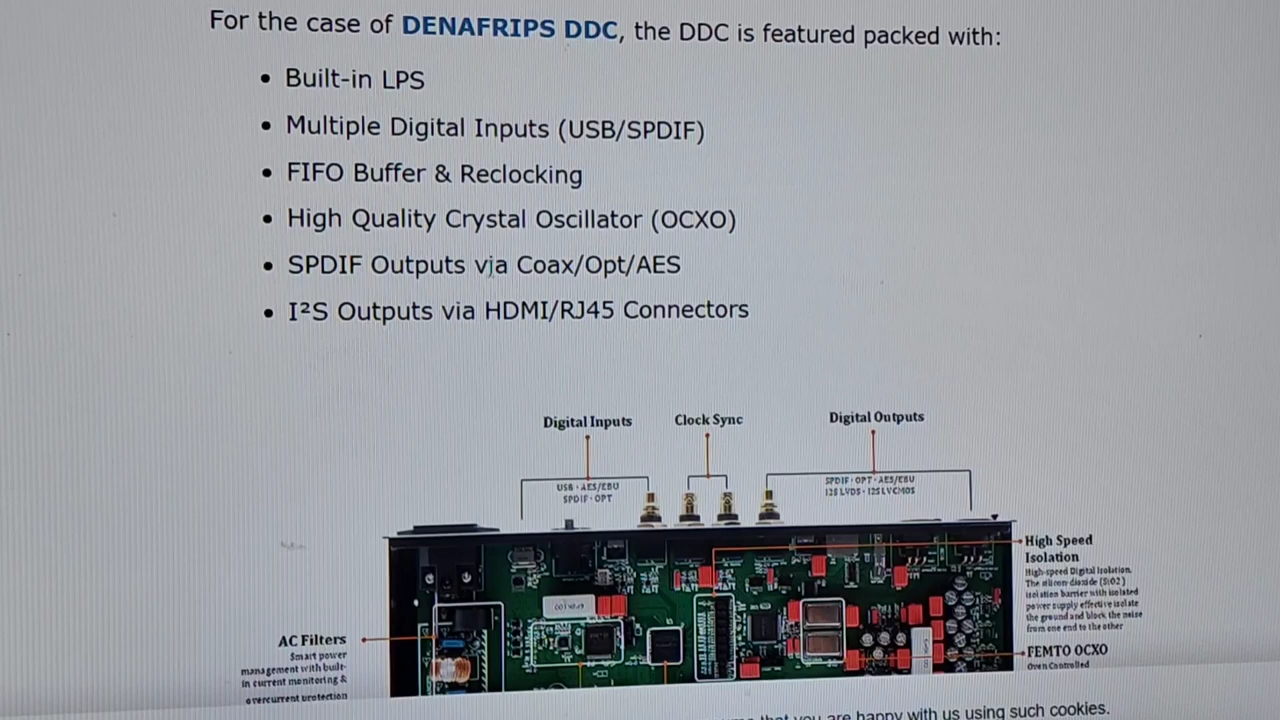 For the case of DENAFRIPS DDC, the DDC is featured packed with:
• Built-in LPS
• Multiple Digital Inputs (USB/SPDIF)
• FIFO Buffer & Reclocking
• High Quality Crystal Oscillator (OCXO)
• SPDIF Outputs via Coax/Opt/AES
• I²S Outputs via HDMI/RJ45 Connectors
Digital Inputs
Clock Sync
Digital Outputs
USB · AES/EBU
SPDIF · OPT
SPDIF · OPT · AES/EBU
I2S LVDS · I2S LVCMOS
High Speed
Isolation
High-speed Digital Isolation.
The silicon-dioxide (SiO2)
isolation barrier with isolated
power supply effective isolate
the ground and block the noise
from one end to the other
FEMTO OCXO
Oven Controlled
AC Filters
Smart power
management with built-
in current monitoring &
overcurrent protection
that you are happy with us using such cookies.